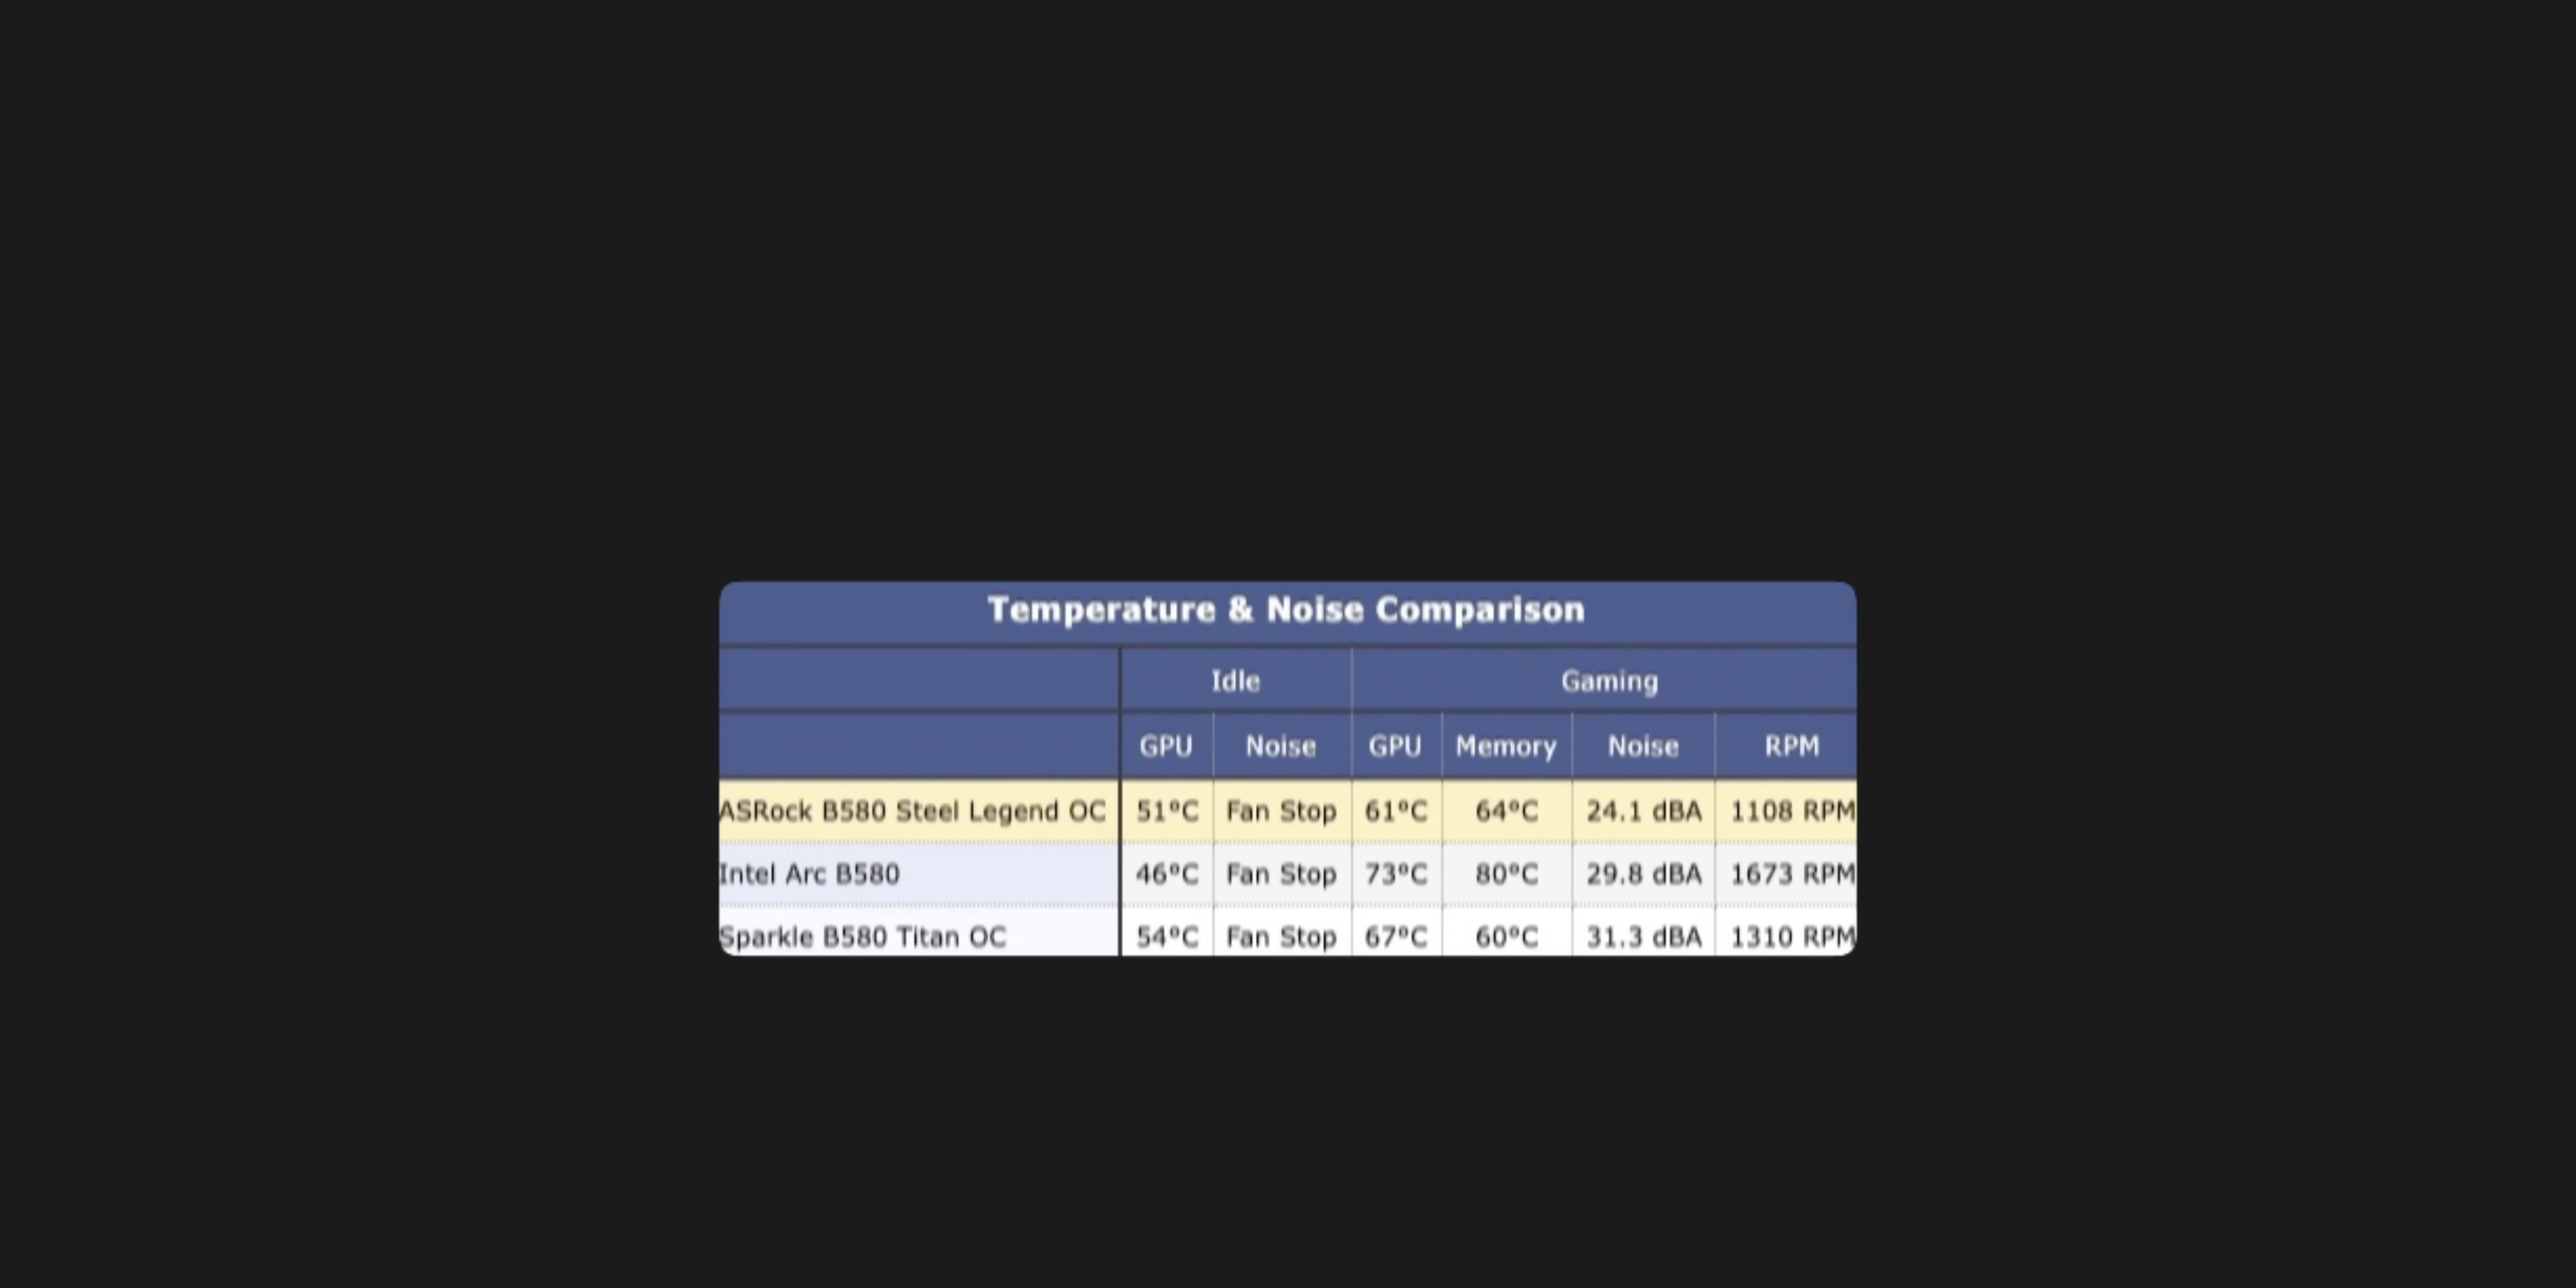 Temperature & Noise Comparison
Idle Gaming
GPU Noise GPU Memory Noise RPM
ASRock B580 Steel Legend OC 51°C Fan Stop 61°C 64°C 24.1 dBA 1108 RPM
Intel Arc B580 46°C Fan Stop 73°C 80°C 29.8 dBA 1673 RPM
Sparkle B580 Titan OC 54°C Fan Stop 67°C 60°C 31.3 dBA 1310 RPM